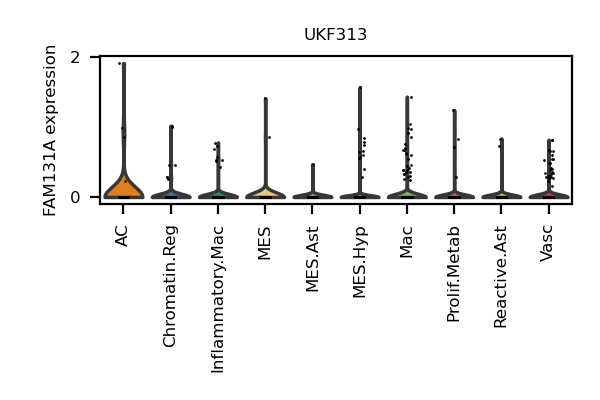 UKF313
FAM131A expression
2
0
AC
Chromatin.Reg
Inflammatory.Mac
MES
MES.Ast
MES.Hyp
Mac
Prolif.Metab
Reactive.Ast
Vasc